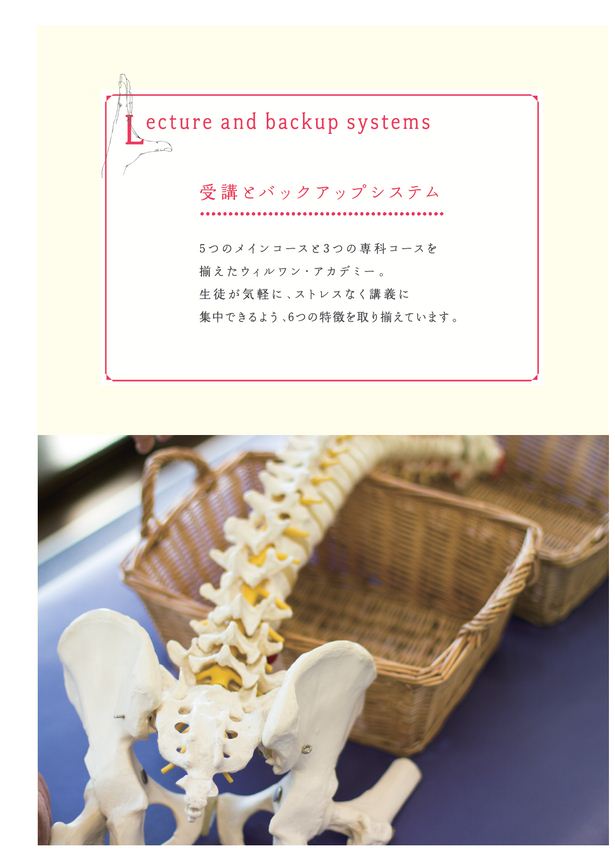 Lecture and backup systems
受講とバックアップシステム
5つのメインコースと3つの専科コースを
揃えたウィルワン・アカデミー。
生徒が気軽に、ストレスなく講義に
集中できるよう、6つの特徴を取り揃えています。